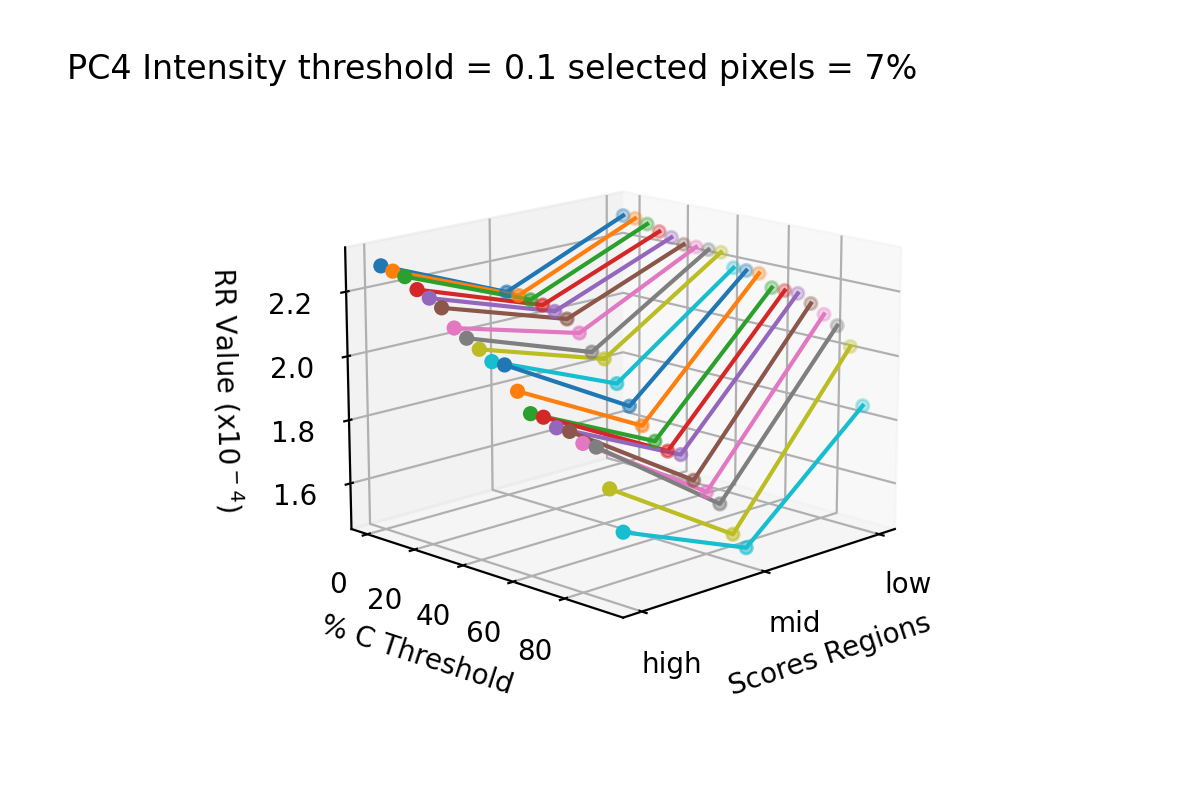 PC4 Intensity threshold = 0.1 selected pixels = 7%
RR Value (x10⁻⁴)
2.2
2.0
1.8
1.6
0
20
40
60
80
% C Threshold
high
mid
low
Scores Regions